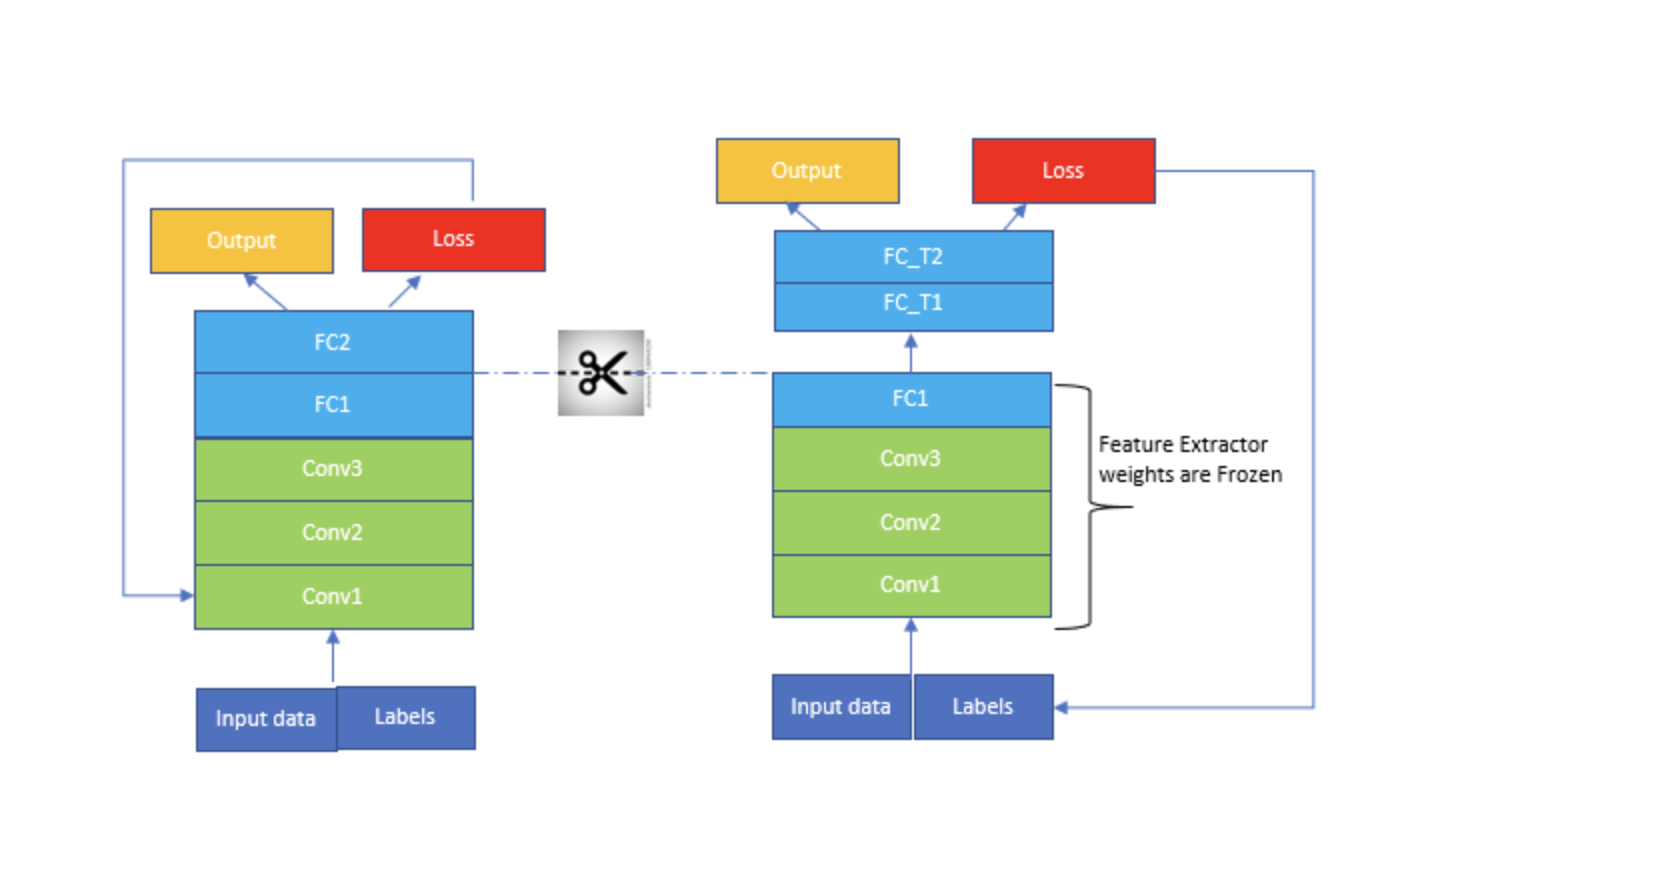 Output
Loss
FC2
FC1
Conv3
Conv2
Conv1
Input data
Labels
Output
Loss
FC_T2
FC_T1
FC1
Conv3
Conv2
Conv1
Feature Extractor
weights are Frozen
Input data
Labels